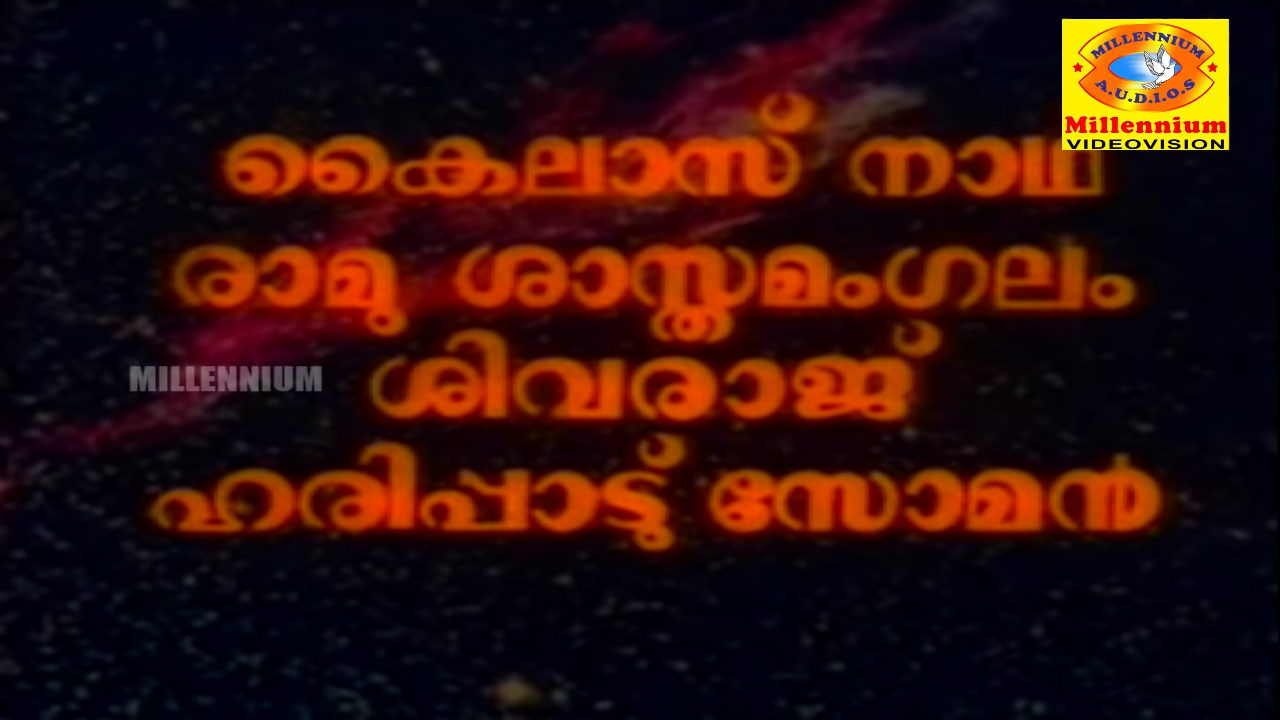 MILLENNIUM
A.U.D.I.O.S
Millennium
VIDEOVISION
കൈലാസ് നാഥ്
രാമു ശാസ്തമംഗലം
ശിവരാജ്
MILLENNIUM
ഹരിപ്പാട്ടു് സോമൻ